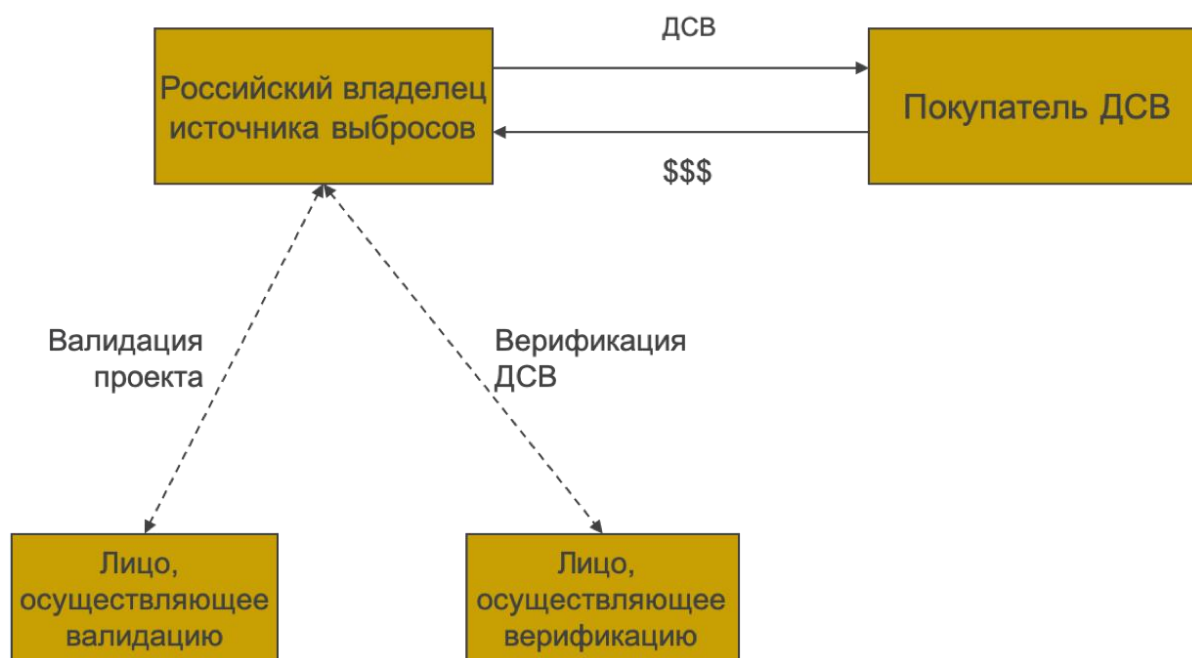 ДСВ
Российский владелец
источника выбросов
Покупатель ДСВ
$$$
Валидация
проекта
Верификация
ДСВ
Лицо,
осуществляющее
валидацию
Лицо,
осуществляющее
верификацию